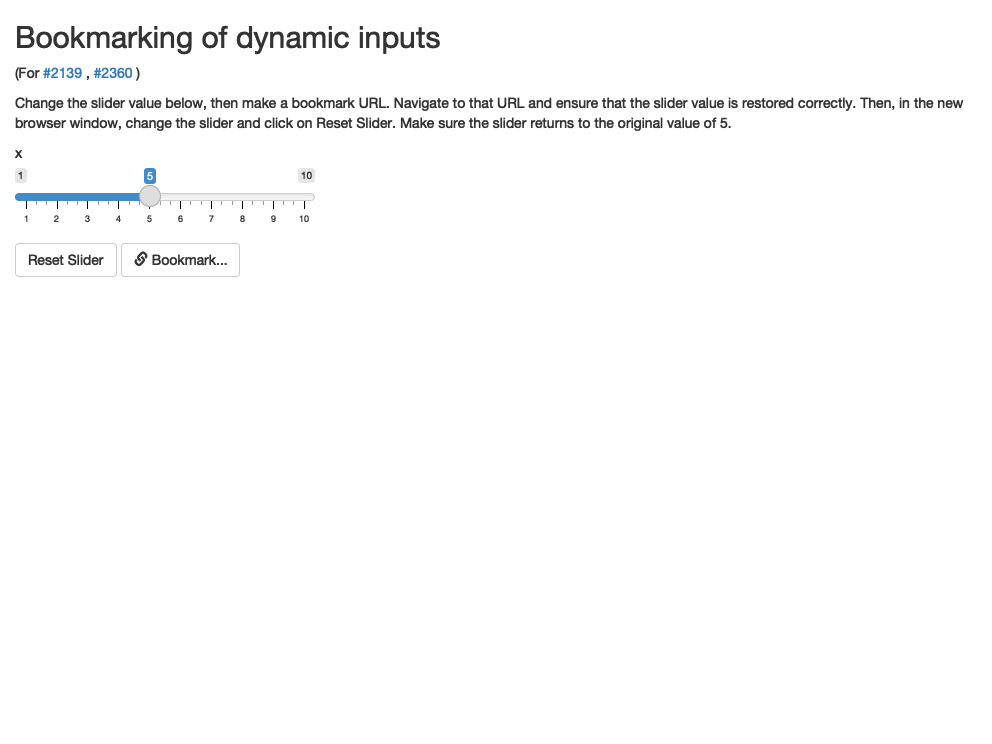 Bookmarking of dynamic inputs
(For #2139 , #2360 )
Change the slider value below, then make a bookmark URL. Navigate to that URL and ensure that the slider value is restored correctly. Then, in the new
browser window, change the slider and click on Reset Slider. Make sure the slider returns to the original value of 5.
x
1 5 10
1 2 3 4 5 6 7 8 9 10
Reset Slider Bookmark...